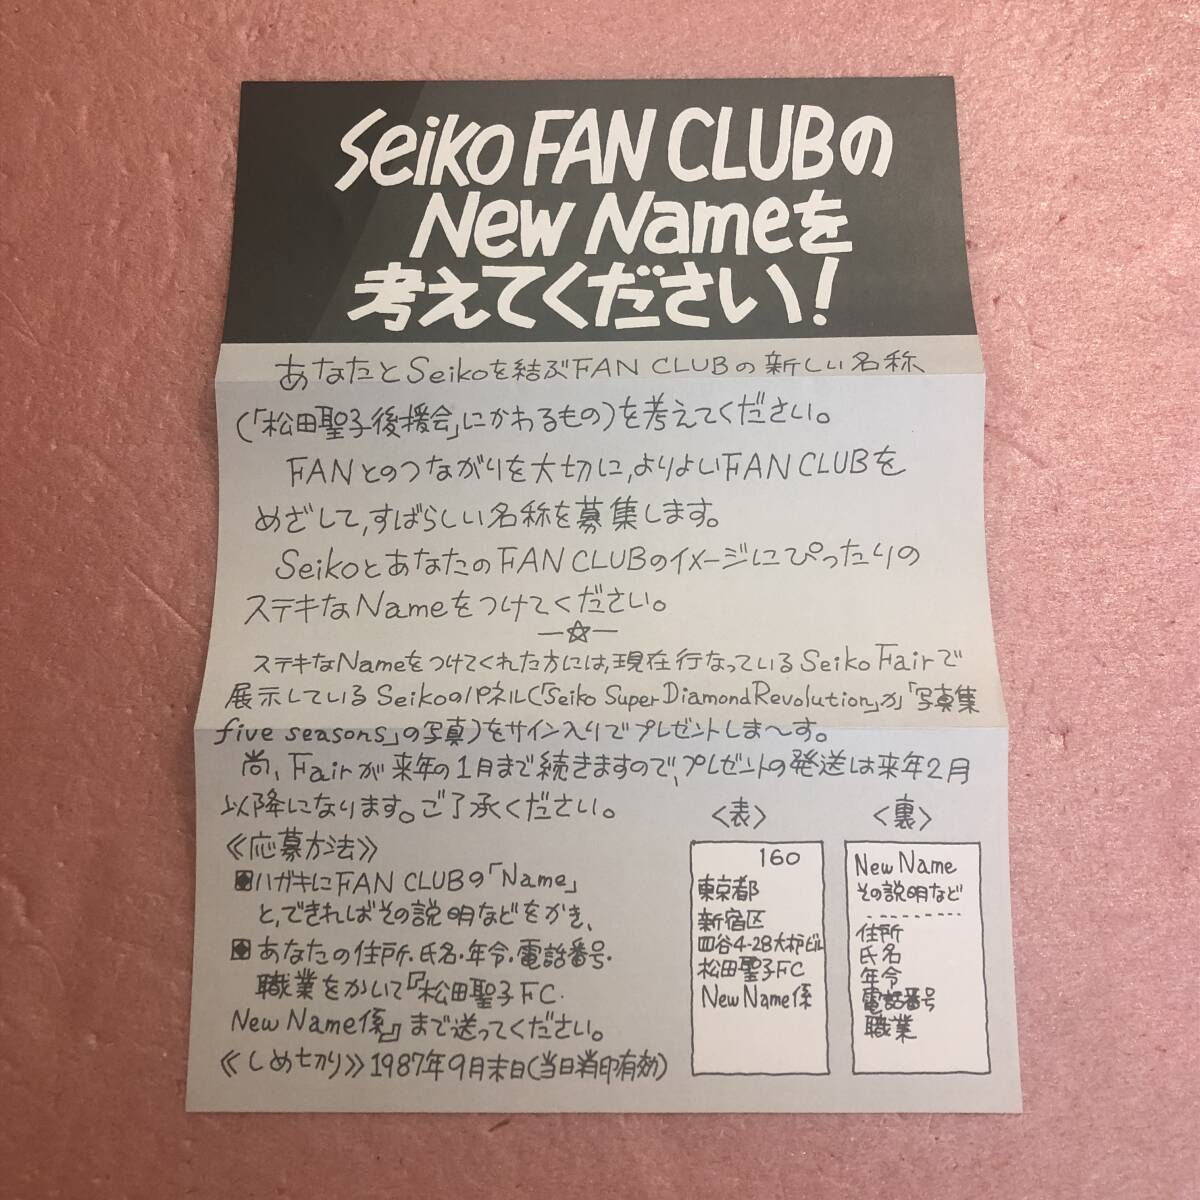 Seiko FAN CLUBの
New Nameを
考えてください!
あなたとSeikoを結ぶFAN CLUBの新しい名称
(「松田聖子後援会」にかわるもの)を考えてください。
FANとのつながりを大切に,よりよいFAN CLUBを
めざして,すばらしい名称を募集します。
SeikoとあなたのFAN CLUBのイメージにぴったりの
ステキなNameをつけてください。
—☆—
ステキなNameをつけてくれた方には,現在行なっているSeiko Fairで
展示しているSeikoのパネル(「Seiko Super Diamond Revolution」か「写真集
five seasons」の写真)をサイン入りでプレゼントしま〜す。
尚、Fairが来年の1月まで続きますので,プレゼントの発送は来年2月
以降になります。ご了承ください。
《応募方法》
ハガキにFAN CLUBの「Name」
と,できればその説明などをかき、
あなたの住所・氏名・年令・電話番号・
職業をかいて『松田聖子FC・
New Name係』まで送ってください。
《しめ切り》1987年9月末日(当日消印有効)
〈表〉
160
東京都
新宿区
四谷4-28大枦ビル
松田聖子FC
New Name係
〈裏〉
New Name
その説明など
---------
住所
氏名
年令
電話番号
職業